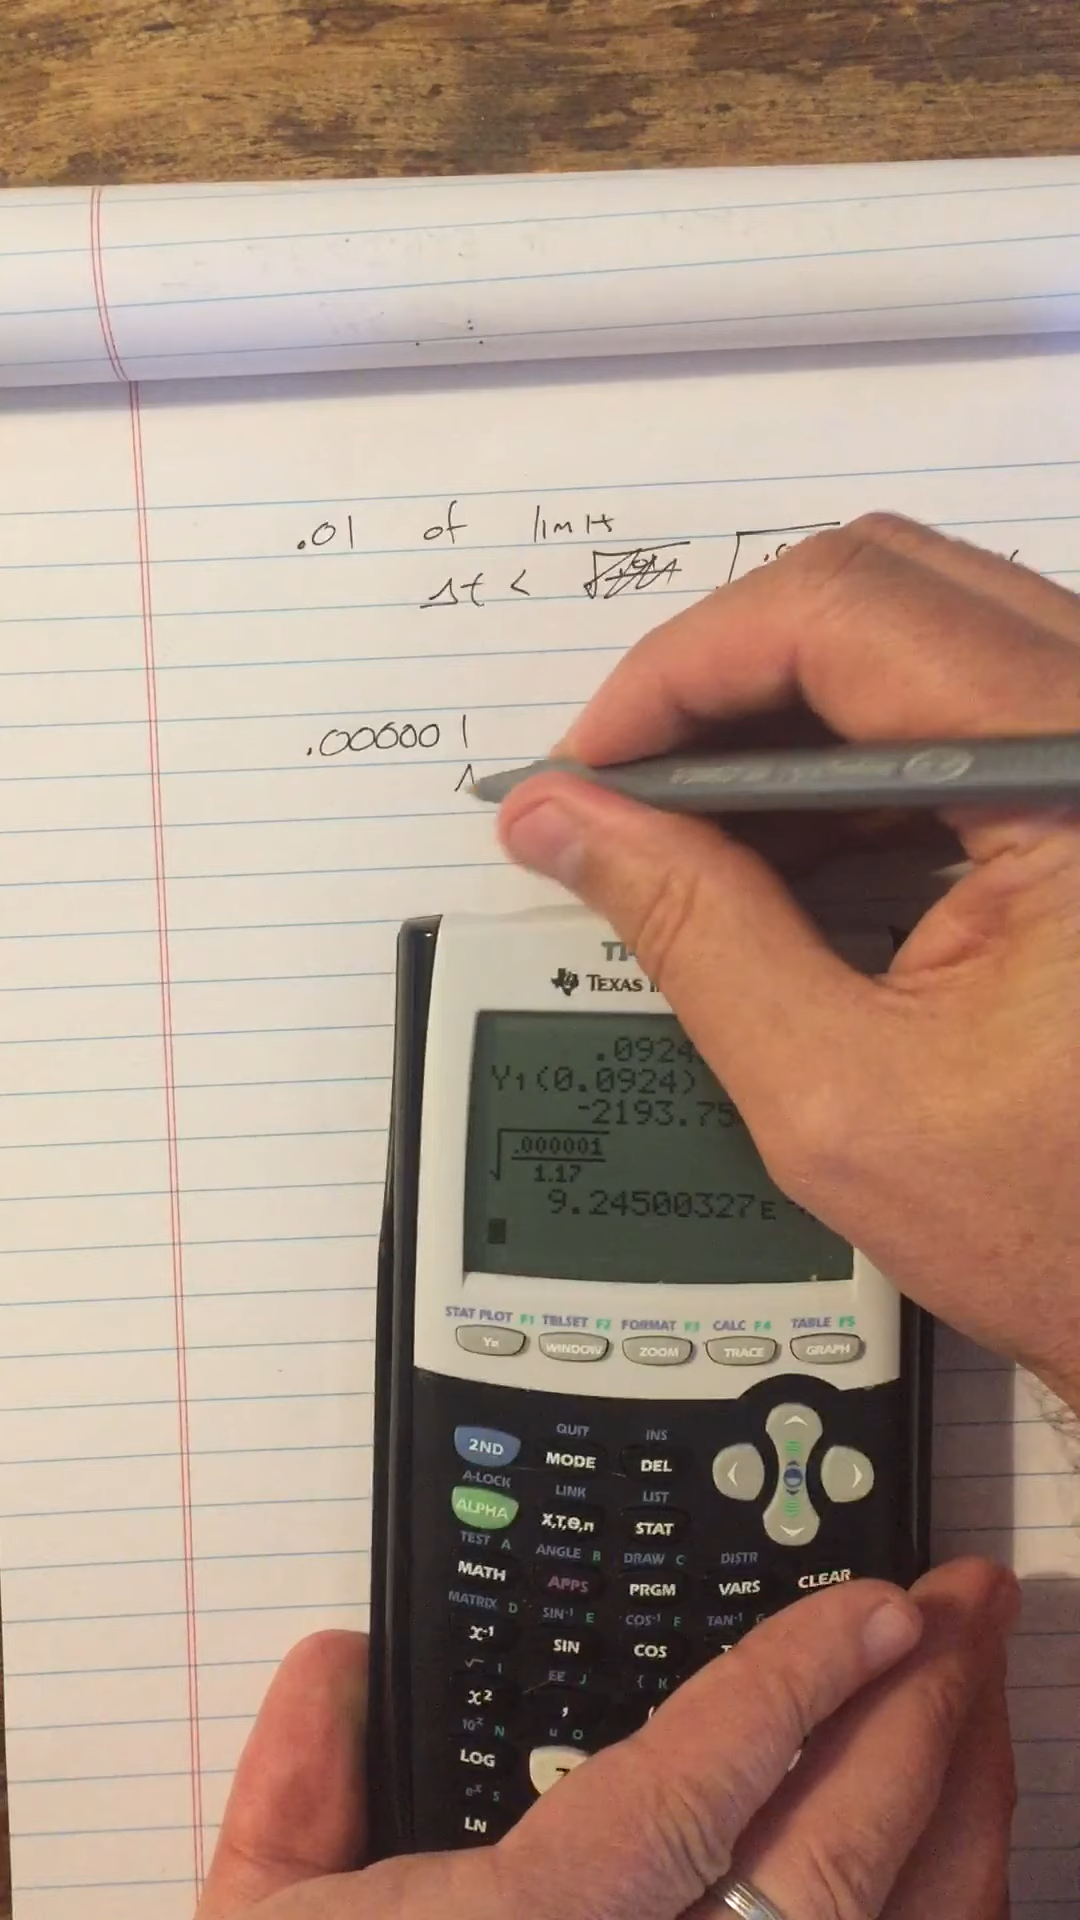 .01 of limit
Δt <
.000001
TEXAS
.0924
Y1(0.0924)
-2193.75
.000001
1.17
9.24500327E
STAT PLOT F1 TBLSET F2 FORMAT F3 CALC F4 TABLE F5
Y= WINDOW ZOOM TRACE GRAPH
QUIT INS
2ND MODE DEL
A-LOCK LINK LIST
ALPHA X,T,θ,n STAT
TEST A ANGLE B DRAW C DISTR
MATH APPS PRGM VARS CLEAR
MATRIX D SIN-1 E COS-1 F TAN-1
x-1 SIN COS
√ I EE J { K
x2 , (
10x N u O
LOG 7
ex S
LN